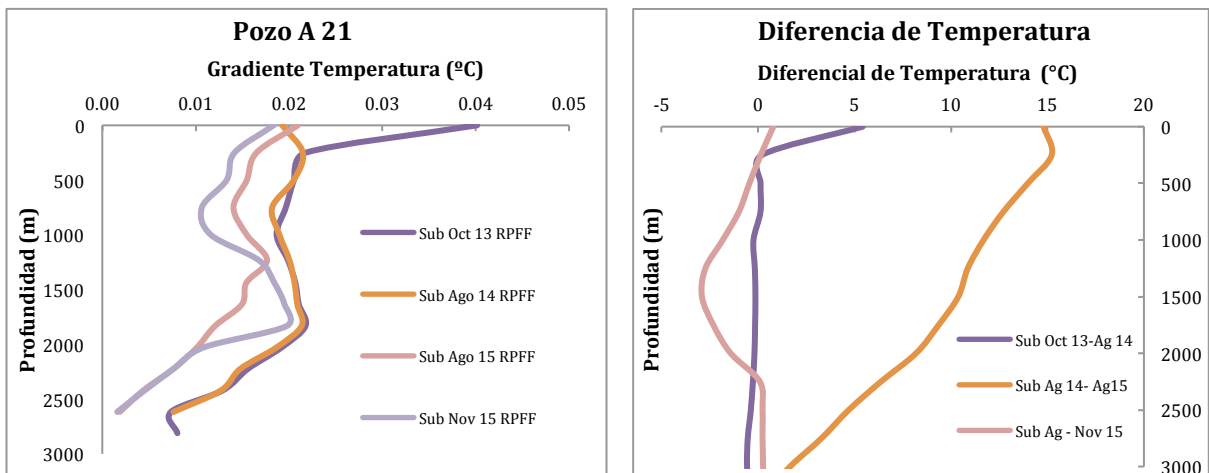 Pozo A 21
Gradiente Temperatura (ºC)
0.00 0.01 0.02 0.03 0.04 0.05
Profundidad (m)
0
500
1000
1500
2000
2500
3000
Sub Oct 13 RPFF
Sub Ago 14 RPFF
Sub Ago 15 RPFF
Sub Nov 15 RPFF
Diferencia de Temperatura
Diferencial de Temperatura (°C)
-5 0 5 10 15 20
Profundidad (m)
0
500
1000
1500
2000
2500
3000
Sub Oct 13-Ag 14
Sub Ag 14- Ag15
Sub Ag - Nov 15